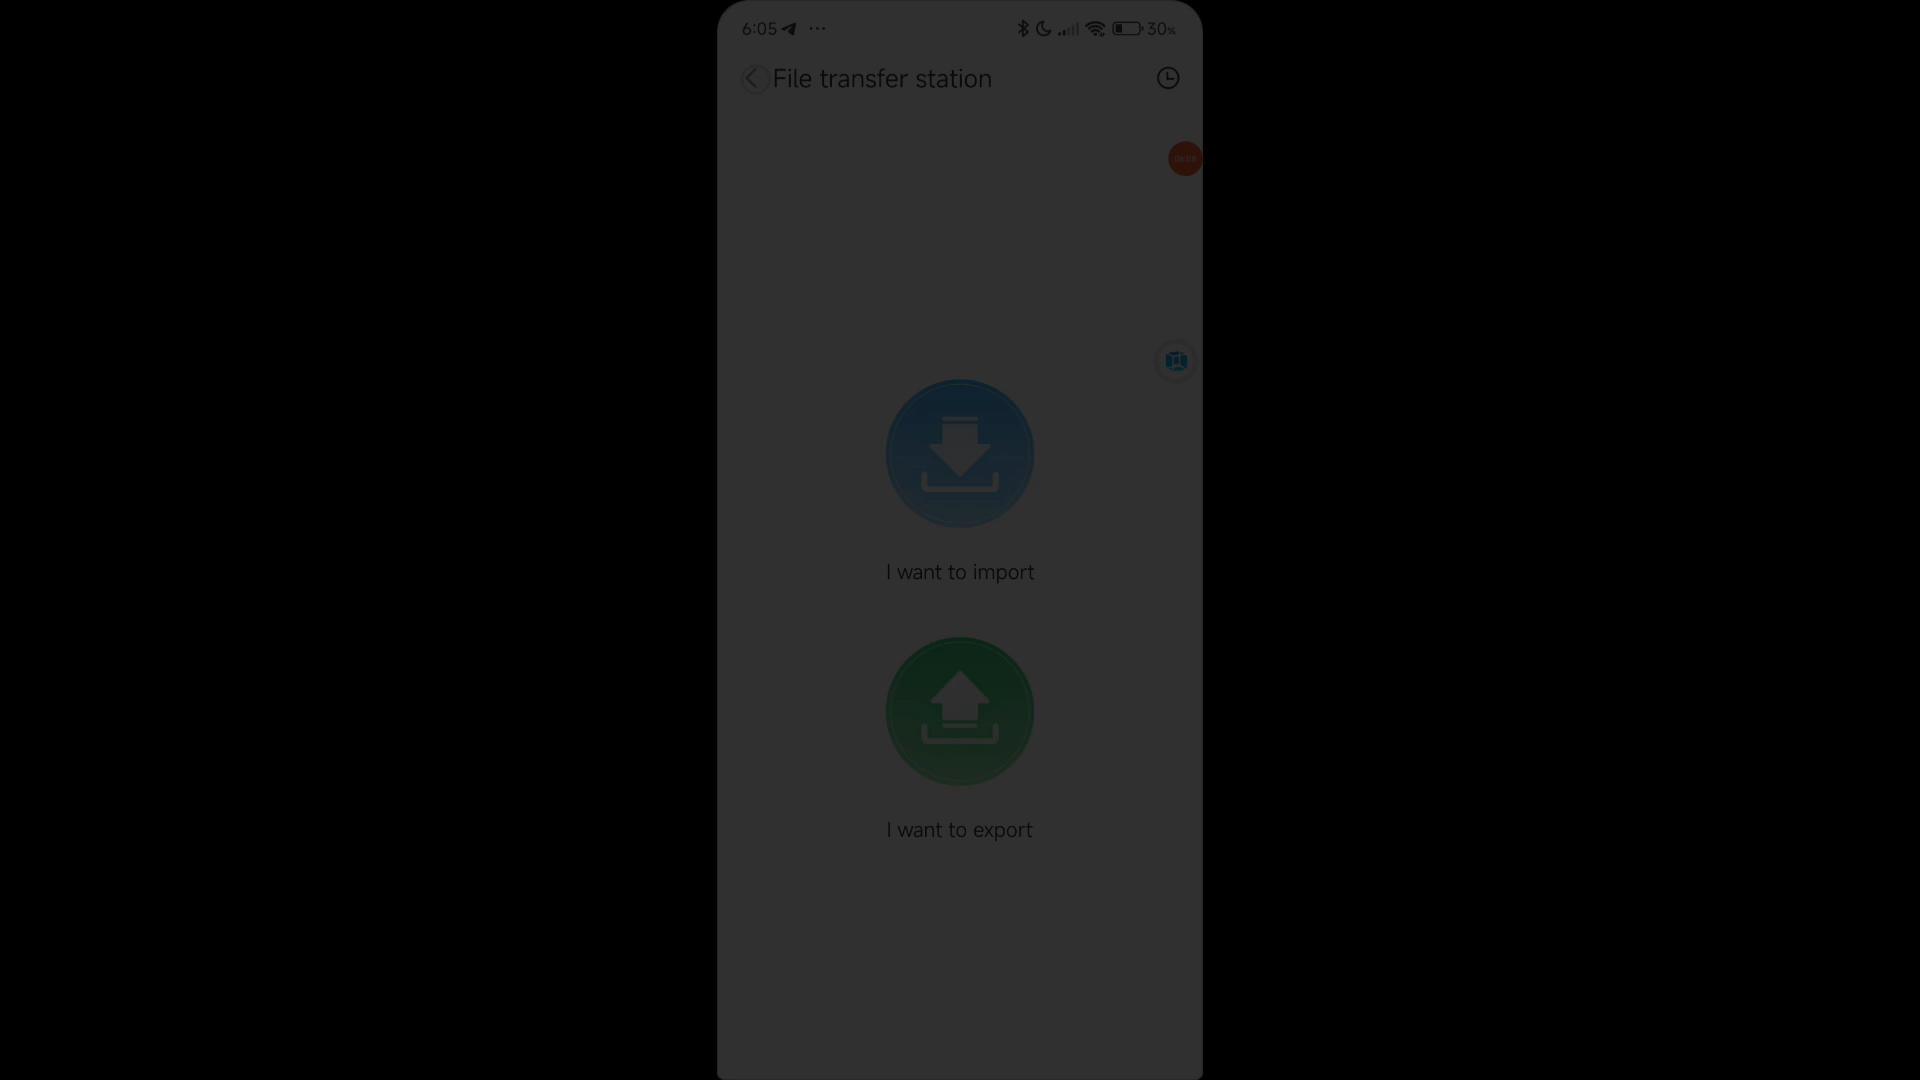 6:05 ... 30%
File transfer station
I want to import
I want to export